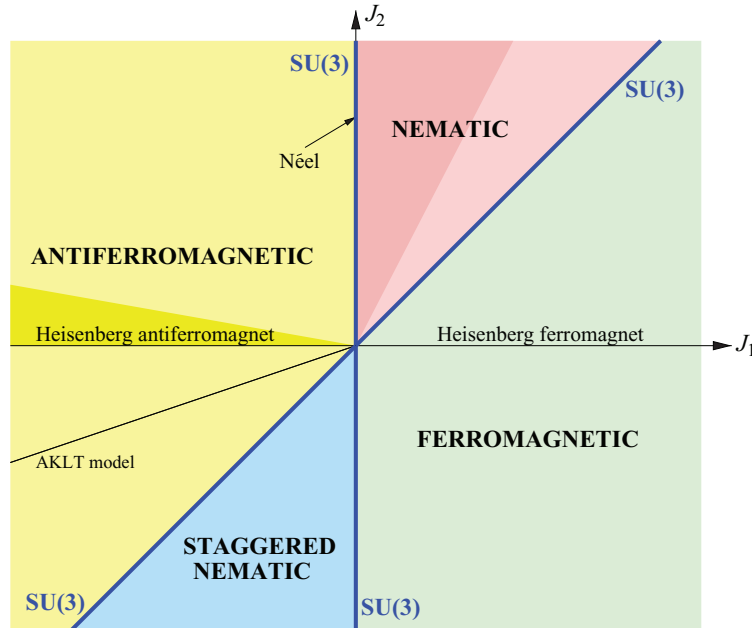 J2
SU(3)
SU(3)
NEMATIC
Néel
ANTIFERROMAGNETIC
Heisenberg antiferromagnet
Heisenberg ferromagnet
J1
FERROMAGNETIC
AKLT model
STAGGERED
NEMATIC
SU(3)
SU(3)